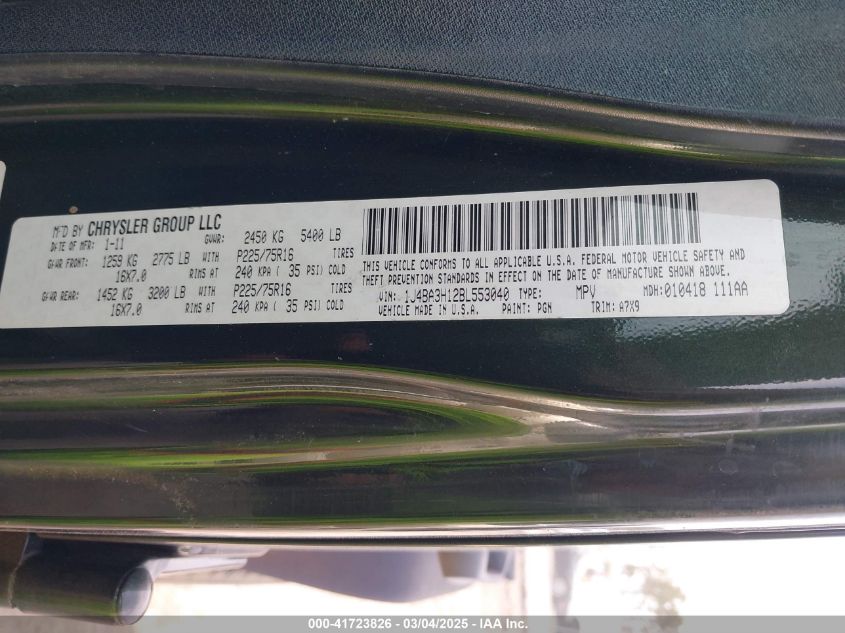 MF'D BY CHRYSLER GROUP LLC
DATE OF MFR: 1-11 GVWR: 2450 KG 5400 LB
GAWR FRONT: 1259 KG 2775 LB WITH P225/75R16 TIRES
16X7.0 RIMS AT 240 KPA ( 35 PSI) COLD
GAWR REAR: 1452 KG 3200 LB WITH P225/75R16 TIRES
16X7.0 RIMS AT 240 KPA ( 35 PSI) COLD
THIS VEHICLE CONFORMS TO ALL APPLICABLE U.S.A. FEDERAL MOTOR VEHICLE SAFETY AND
THEFT PREVENTION STANDARDS IN EFFECT ON THE DATE OF MANUFACTURE SHOWN ABOVE.
VIN: 1J4BA3H12BL553040 TYPE: MPV MDH: 010418 111AA
VEHICLE MADE IN U.S.A. PAINT: PGN TRIM: A7X9
000-41723826 - 03/04/2025 - IAA Inc.